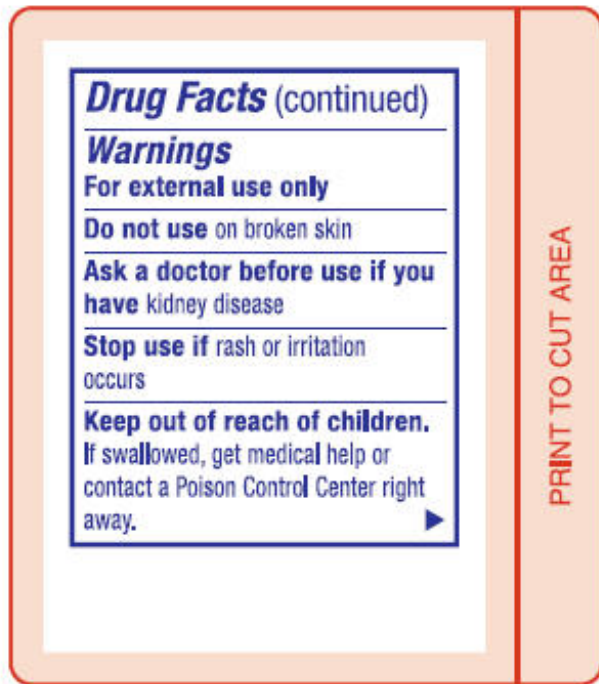 Drug Facts (continued)
Warnings
For external use only
Do not use on broken skin
Ask a doctor before use if you
have kidney disease
Stop use if rash or irritation
occurs
Keep out of reach of children.
If swallowed, get medical help or
contact a Poison Control Center right
away.
PRINT TO CUT AREA